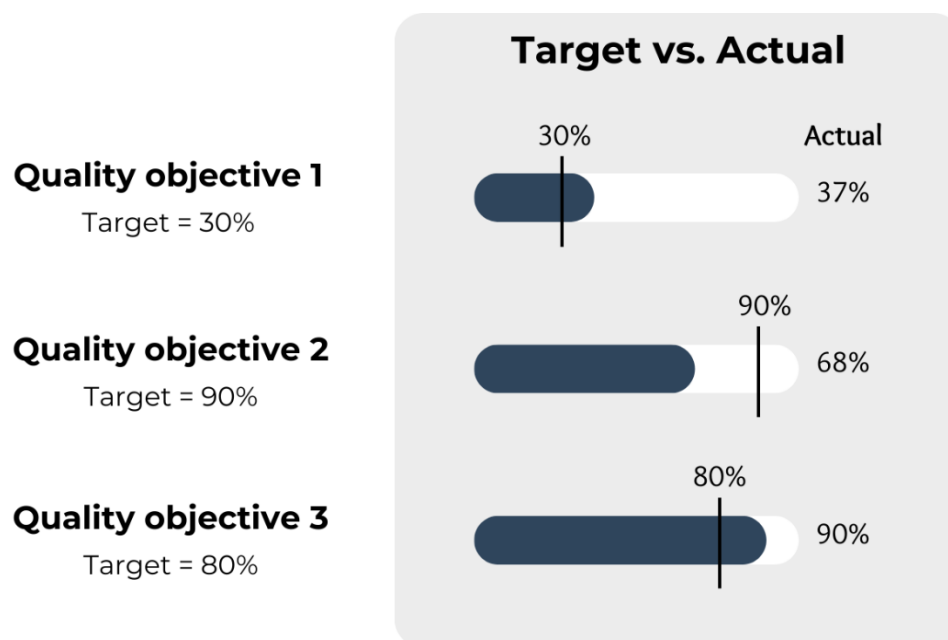 Target vs. Actual
30%
Actual
Quality objective 1
Target = 30%
37%
90%
Quality objective 2
Target = 90%
68%
80%
Quality objective 3
Target = 80%
90%